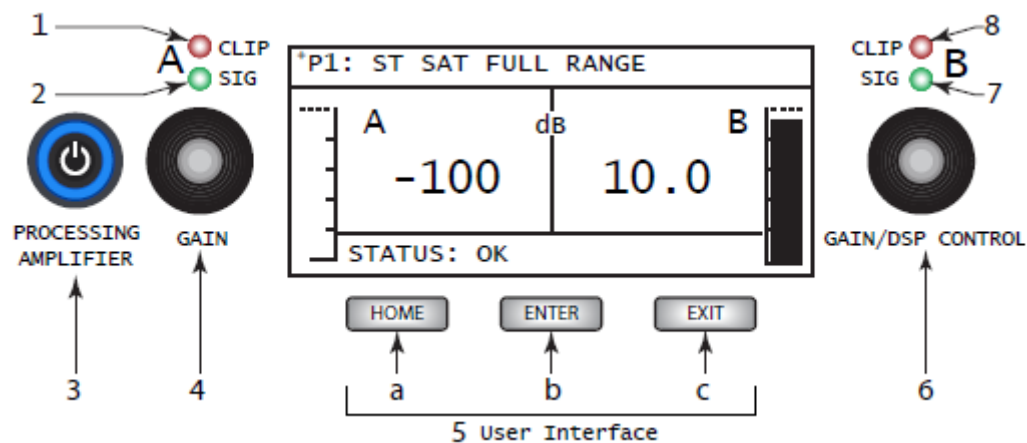 1
8
A
CLIP
SIG
2
CLIP
SIG
B
7
*P1: ST SAT FULL RANGE
A
dB
B
-100
10.0
STATUS: OK
PROCESSING
AMPLIFIER
GAIN
GAIN/DSP CONTROL
HOME
ENTER
EXIT
3
4
a
b
c
6
5 User Interface